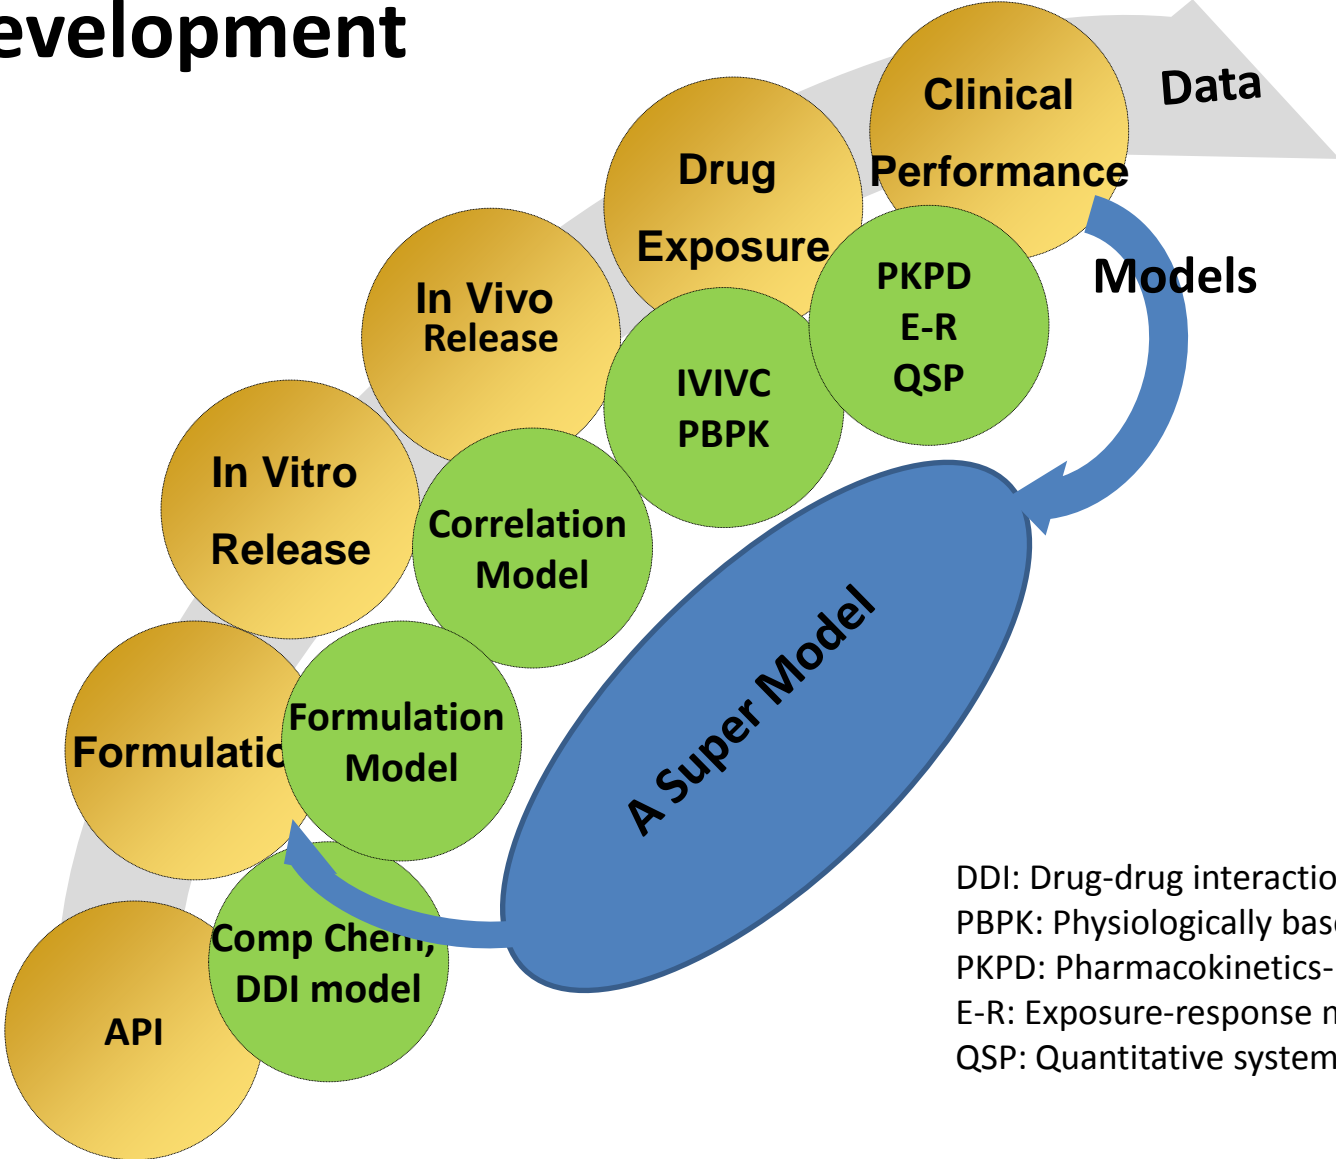 evelopment
Data
Clinical
Performance
Drug
Exposure
Models
PKPD
E-R
QSP
In Vivo
Release
IVIVC
PBPK
In Vitro
Release
Correlation
Model
A Super Model
Formulatio
Formulation
Model
Comp Chem,
DDI model
API
DDI: Drug-drug interactio
PBPK: Physiologically base
PKPD: Pharmacokinetics-
E-R: Exposure-response m
QSP: Quantitative system